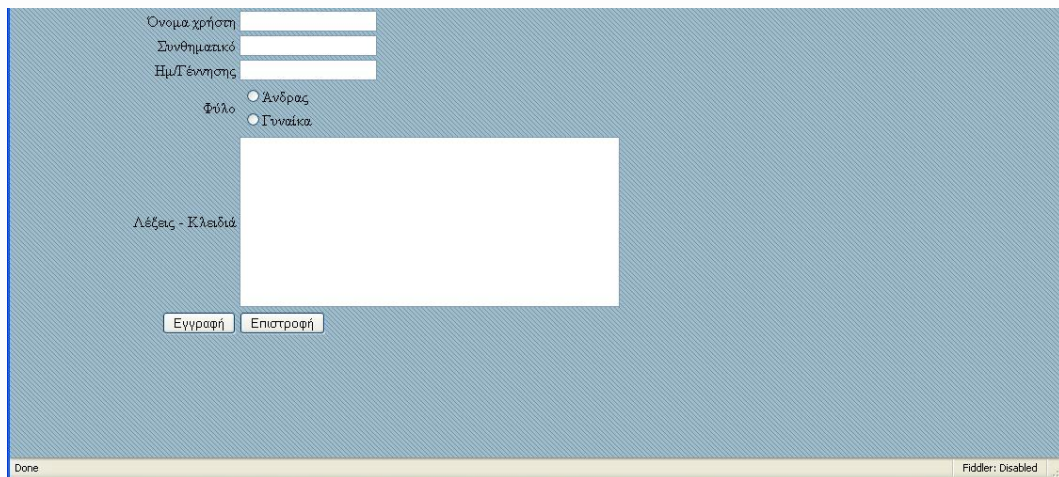 Όνομα χρήστη
Συνθηματικό
Ημ/Γέννησης
Φύλο
Άνδρας
Γυναίκα
Λέξεις - Κλειδιά
Εγγραφή Επιστροφή
Done Fiddler: Disabled